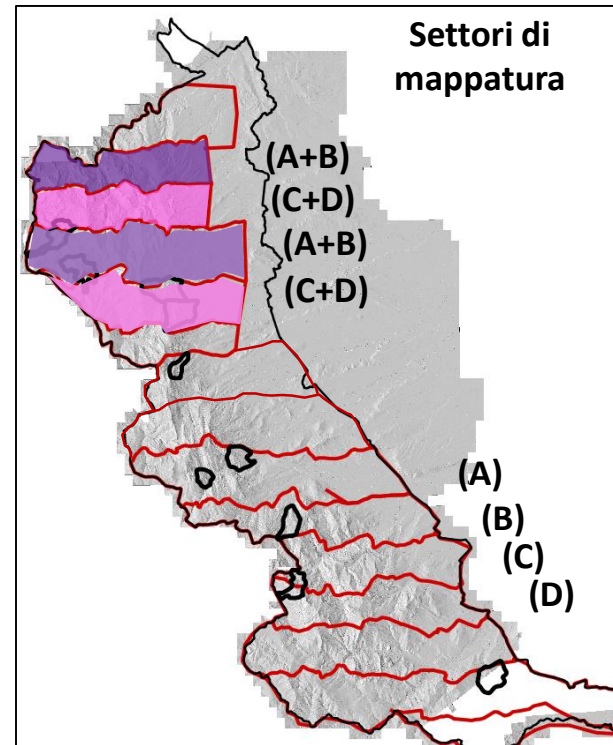 Settori di
mappatura
(A+B)
(C+D)
(A+B)
(C+D)
(A)
(B)
(C)
(D)